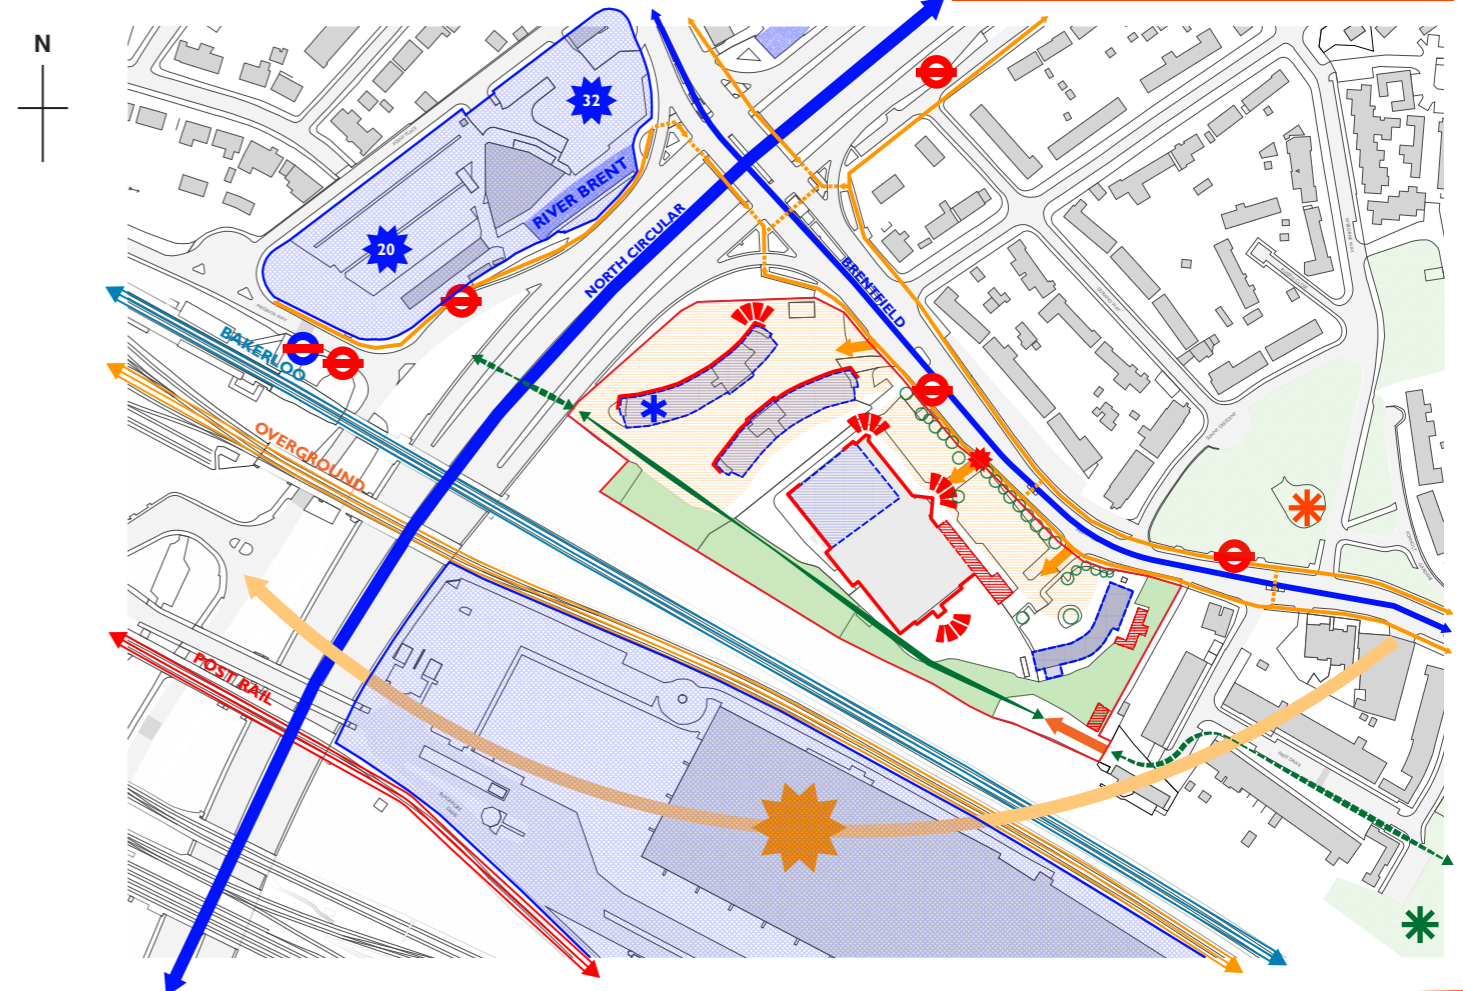 N
32
RIVER BRENT
20
NORTH CIRCULAR
BRENTFIELD
BAKERLOO
OVERGROUND
POST RAIL